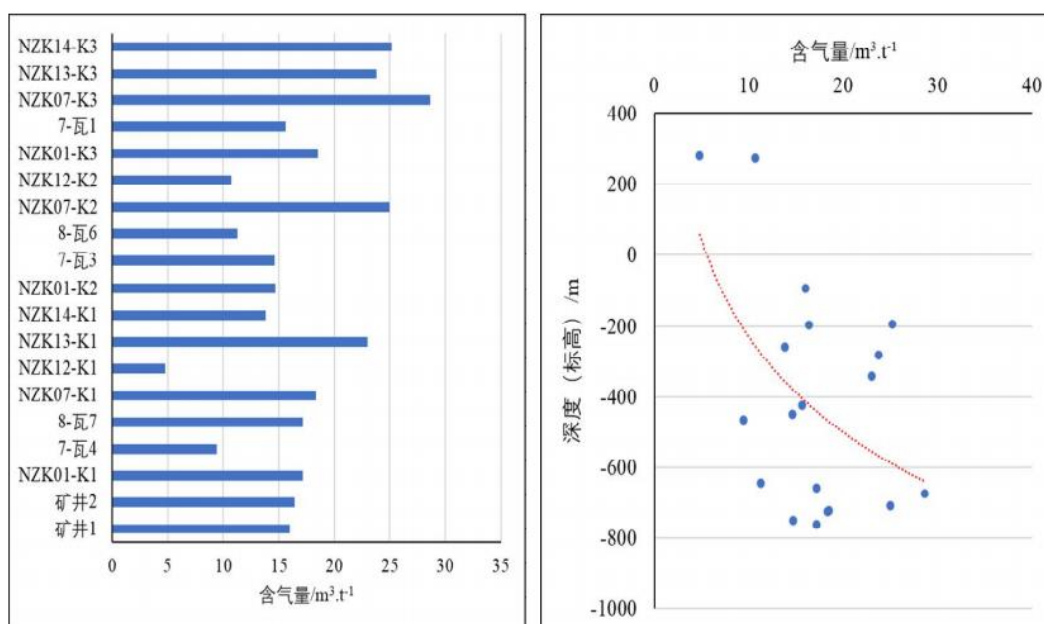 NZK14-K3
NZK13-K3
NZK07-K3
7-瓦1
NZK01-K3
NZK12-K2
NZK07-K2
8-瓦6
7-瓦3
NZK01-K2
NZK14-K1
NZK13-K1
NZK12-K1
NZK07-K1
8-瓦7
7-瓦4
NZK01-K1
矿井2
矿井1
0 5 10 15 20 25 30 35
含气量/m³.t⁻¹
含气量/m³.t⁻¹
0 10 20 30 40
400
200
0
-200
-400
-600
-800
-1000
深度（标高）/m